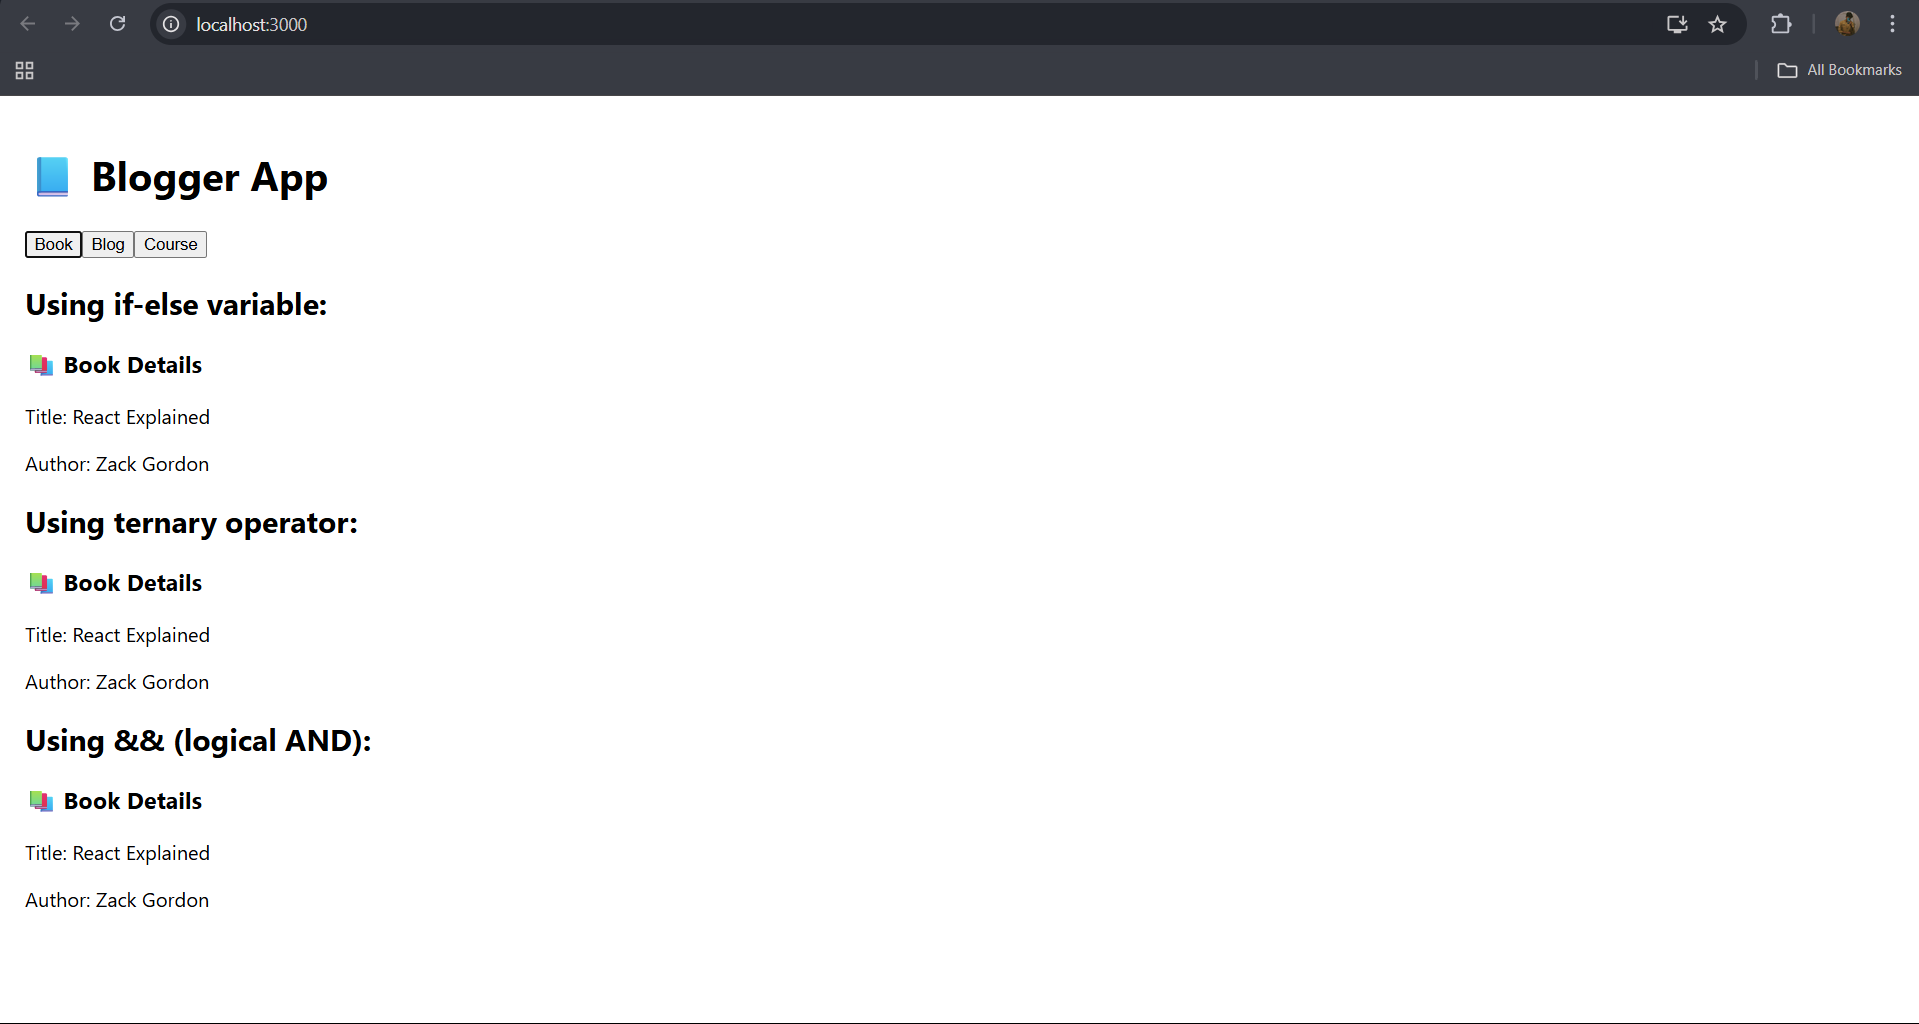 localhost:3000
All Bookmarks
📘 Blogger App
Book Blog Course
Using if-else variable:
📚 Book Details
Title: React Explained
Author: Zack Gordon
Using ternary operator:
📚 Book Details
Title: React Explained
Author: Zack Gordon
Using && (logical AND):
📚 Book Details
Title: React Explained
Author: Zack Gordon